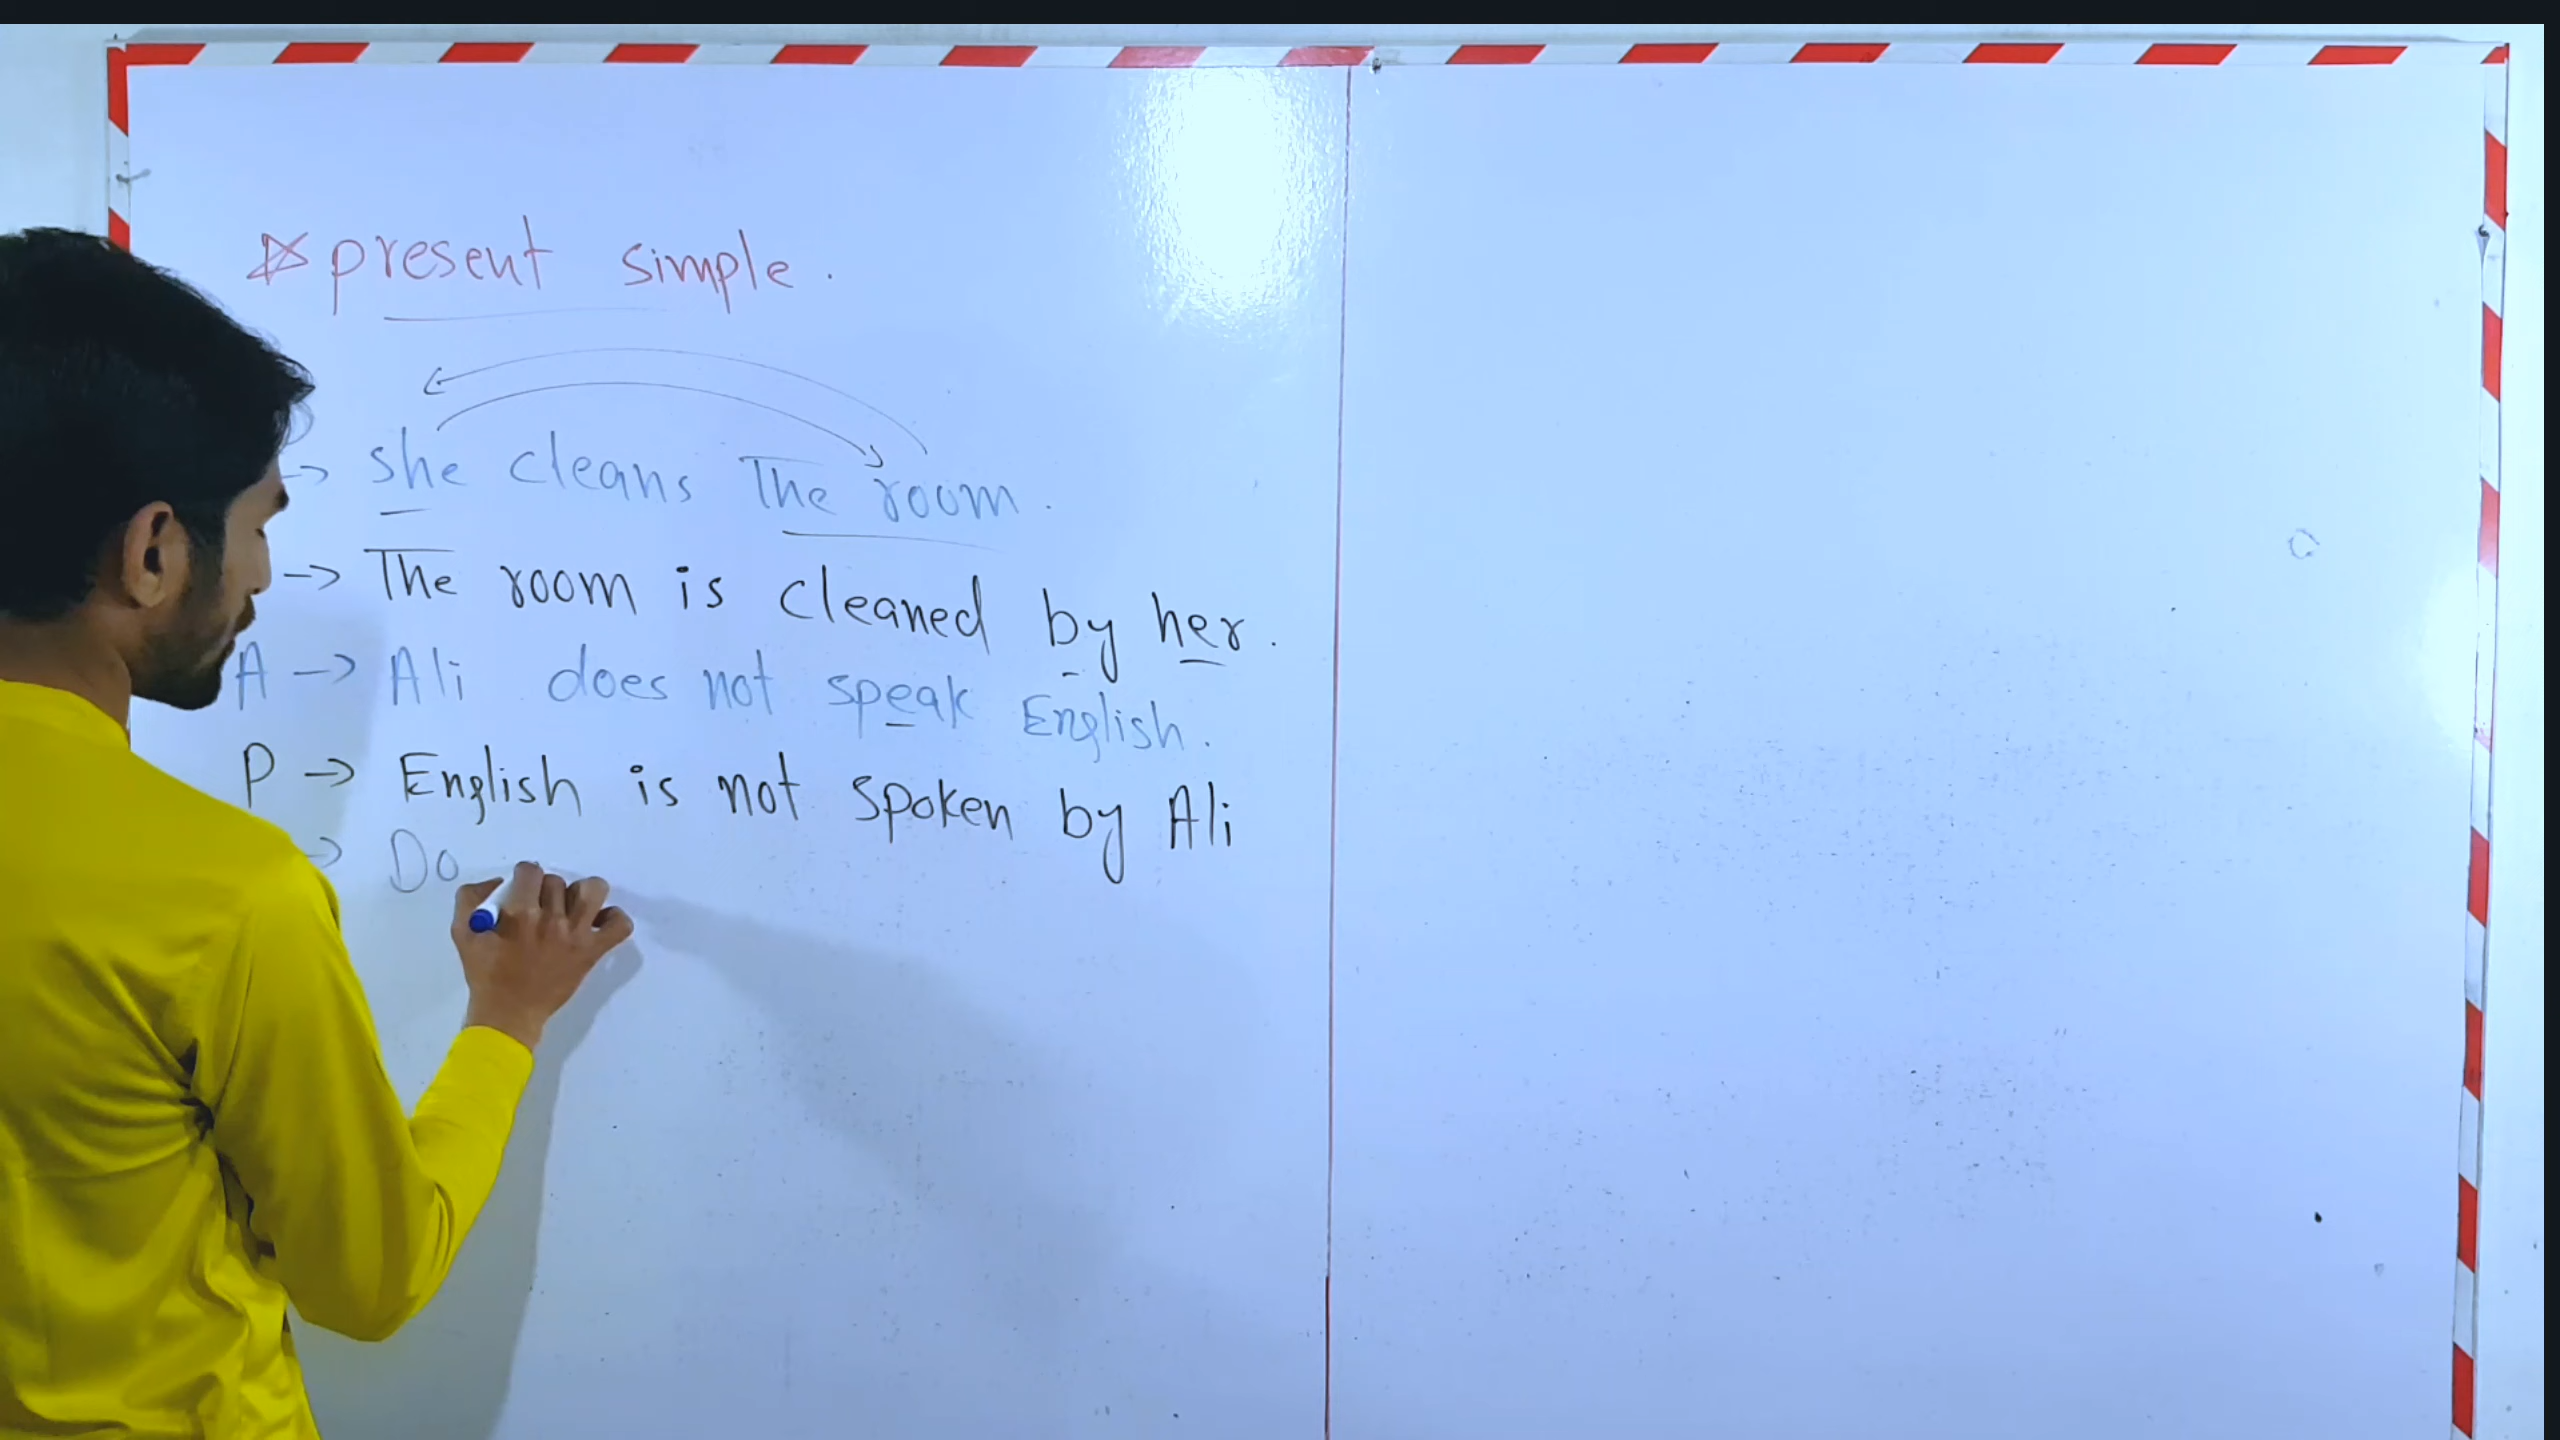 present simple.
→ she cleans The room.
→ The room is cleaned by her.
A → Ali does not speak English.
P → English is not spoken by Ali
→ Do